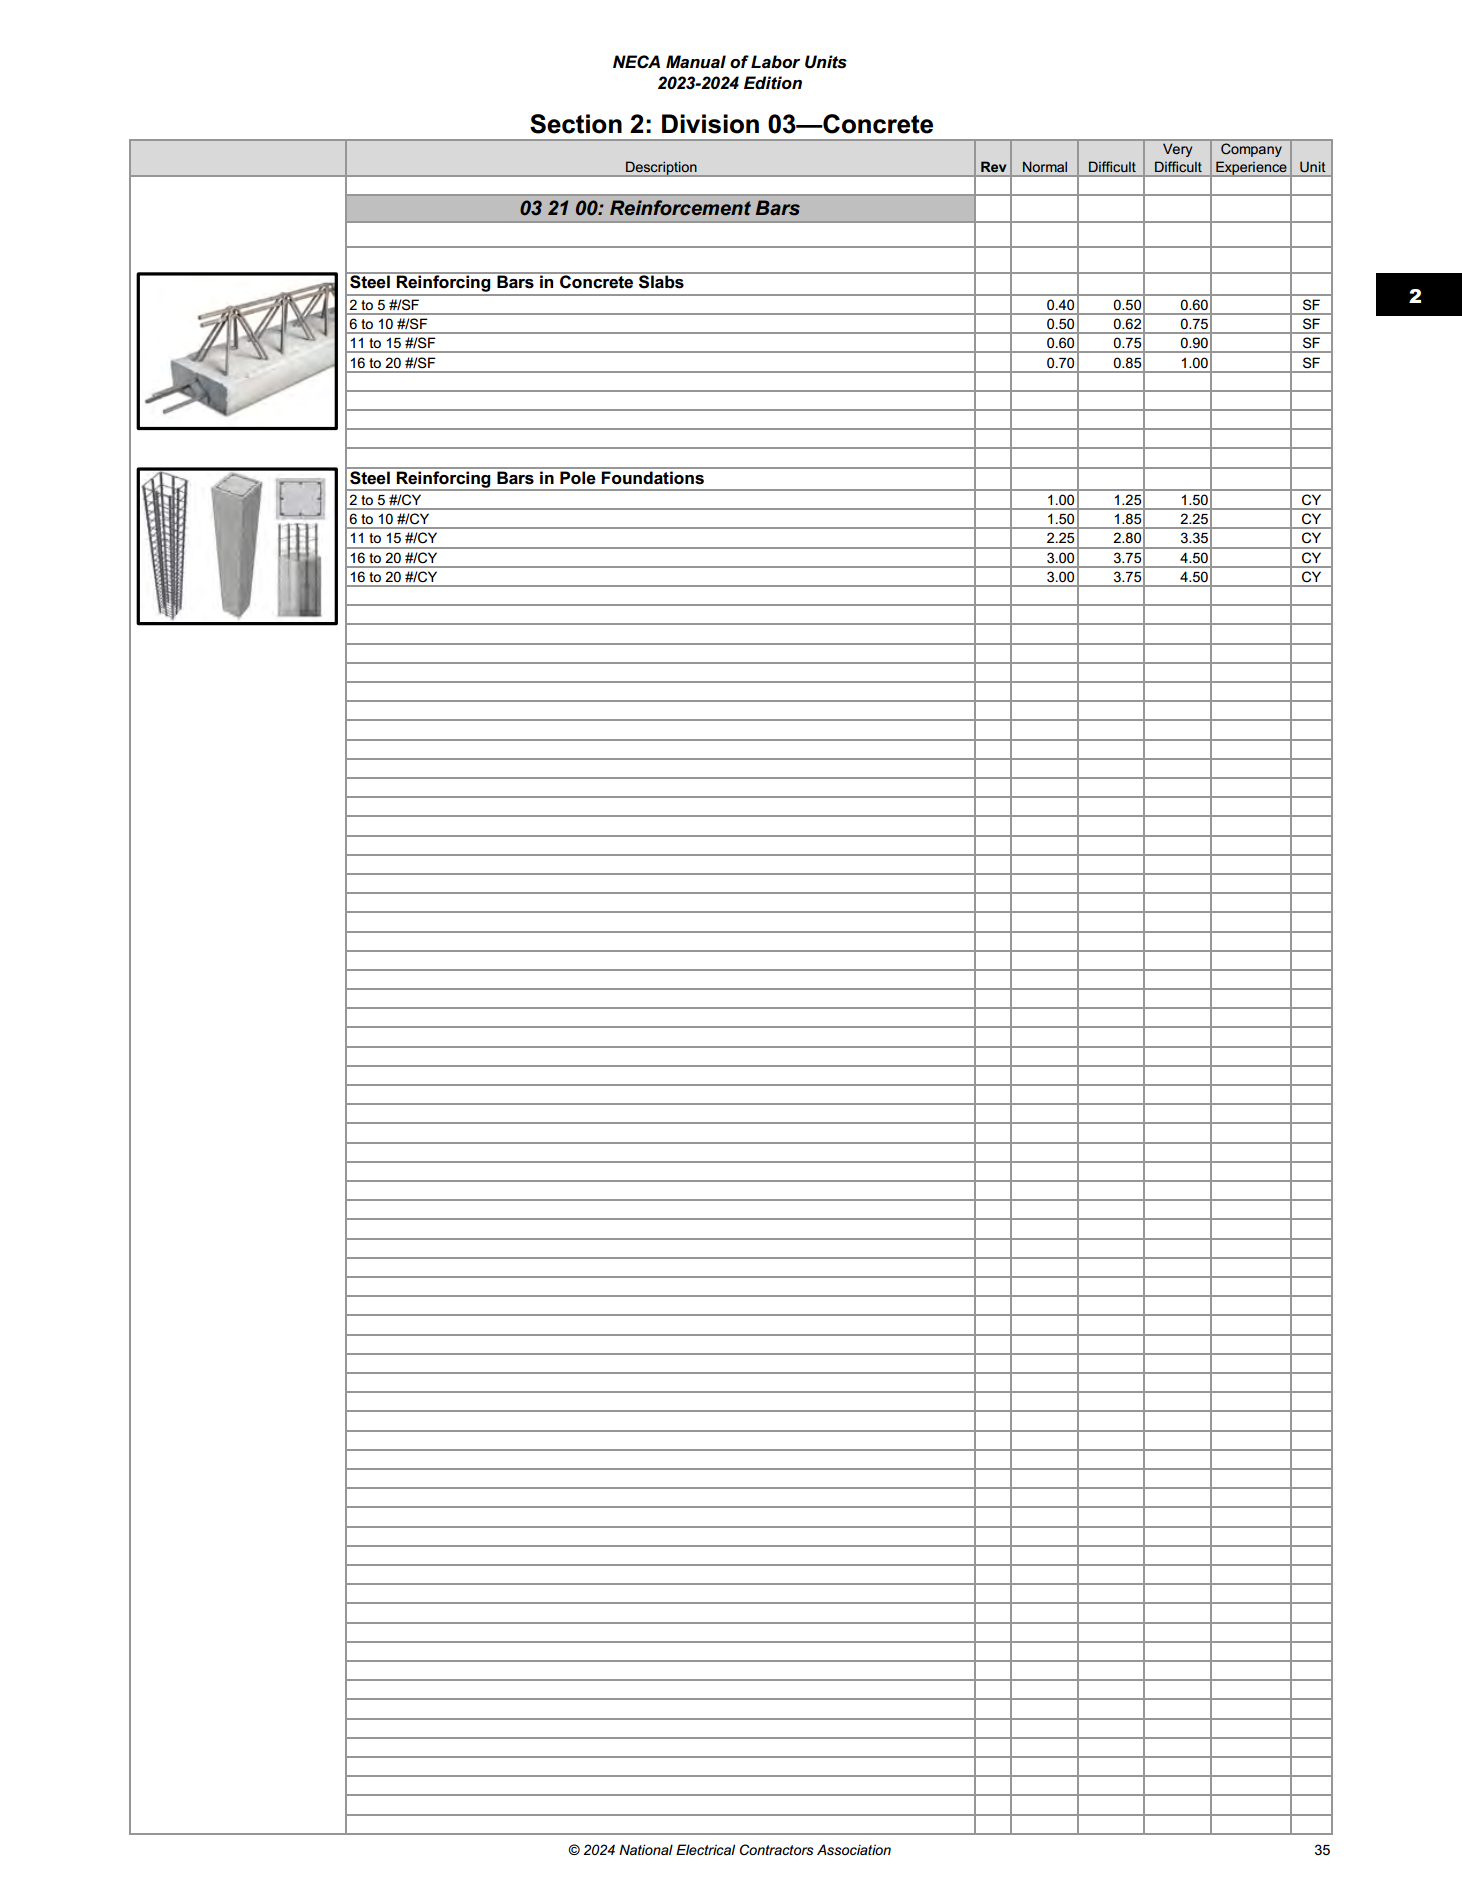 NECA Manual of Labor Units
2023-2024 Edition
Section 2: Division 03—Concrete
Description Rev Normal Difficult Very Difficult Company Experience Unit
03 21 00: Reinforcement Bars
2
Steel Reinforcing Bars in Concrete Slabs
2 to 5 #/SF 0.40 0.50 0.60 SF
6 to 10 #/SF 0.50 0.62 0.75 SF
11 to 15 #/SF 0.60 0.75 0.90 SF
16 to 20 #/SF 0.70 0.85 1.00 SF
Steel Reinforcing Bars in Pole Foundations
2 to 5 #/CY 1.00 1.25 1.50 CY
6 to 10 #/CY 1.50 1.85 2.25 CY
11 to 15 #/CY 2.25 2.80 3.35 CY
16 to 20 #/CY 3.00 3.75 4.50 CY
16 to 20 #/CY 3.00 3.75 4.50 CY
© 2024 National Electrical Contractors Association 35